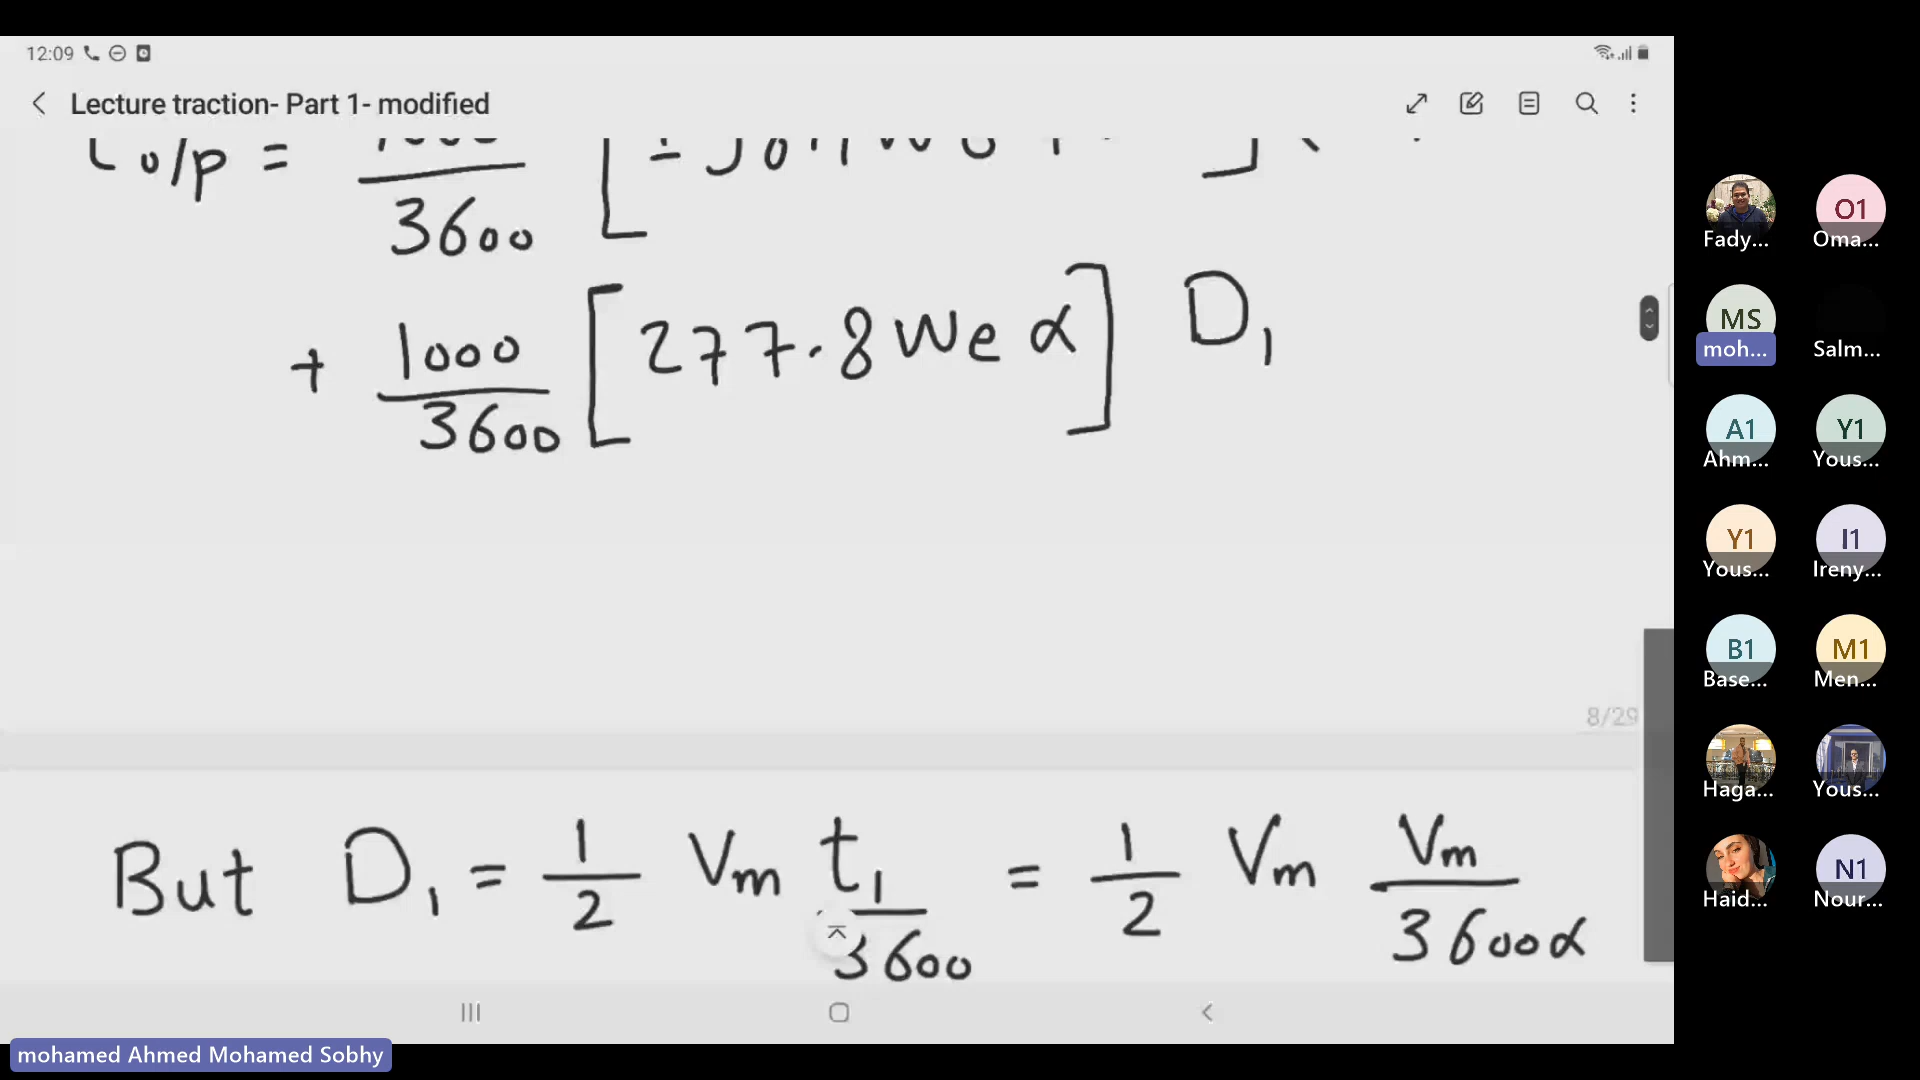 12:09
Lecture traction- Part 1- modified
o/p =
3600
+ 1000/3600 [277.8 We α] D₁
8/29
But D₁ = 1/2 Vm t₁/3600 = 1/2 Vm Vm/3600α
Fady...
O1
Oma...
MS
moh...
Salm...
A1
Ahm...
Y1
Yous...
Y1
Yous...
I1
Ireny...
B1
Base...
M1
Men...
Haga...
Yous...
Haid...
N1
Nour...
mohamed Ahmed Mohamed Sobhy